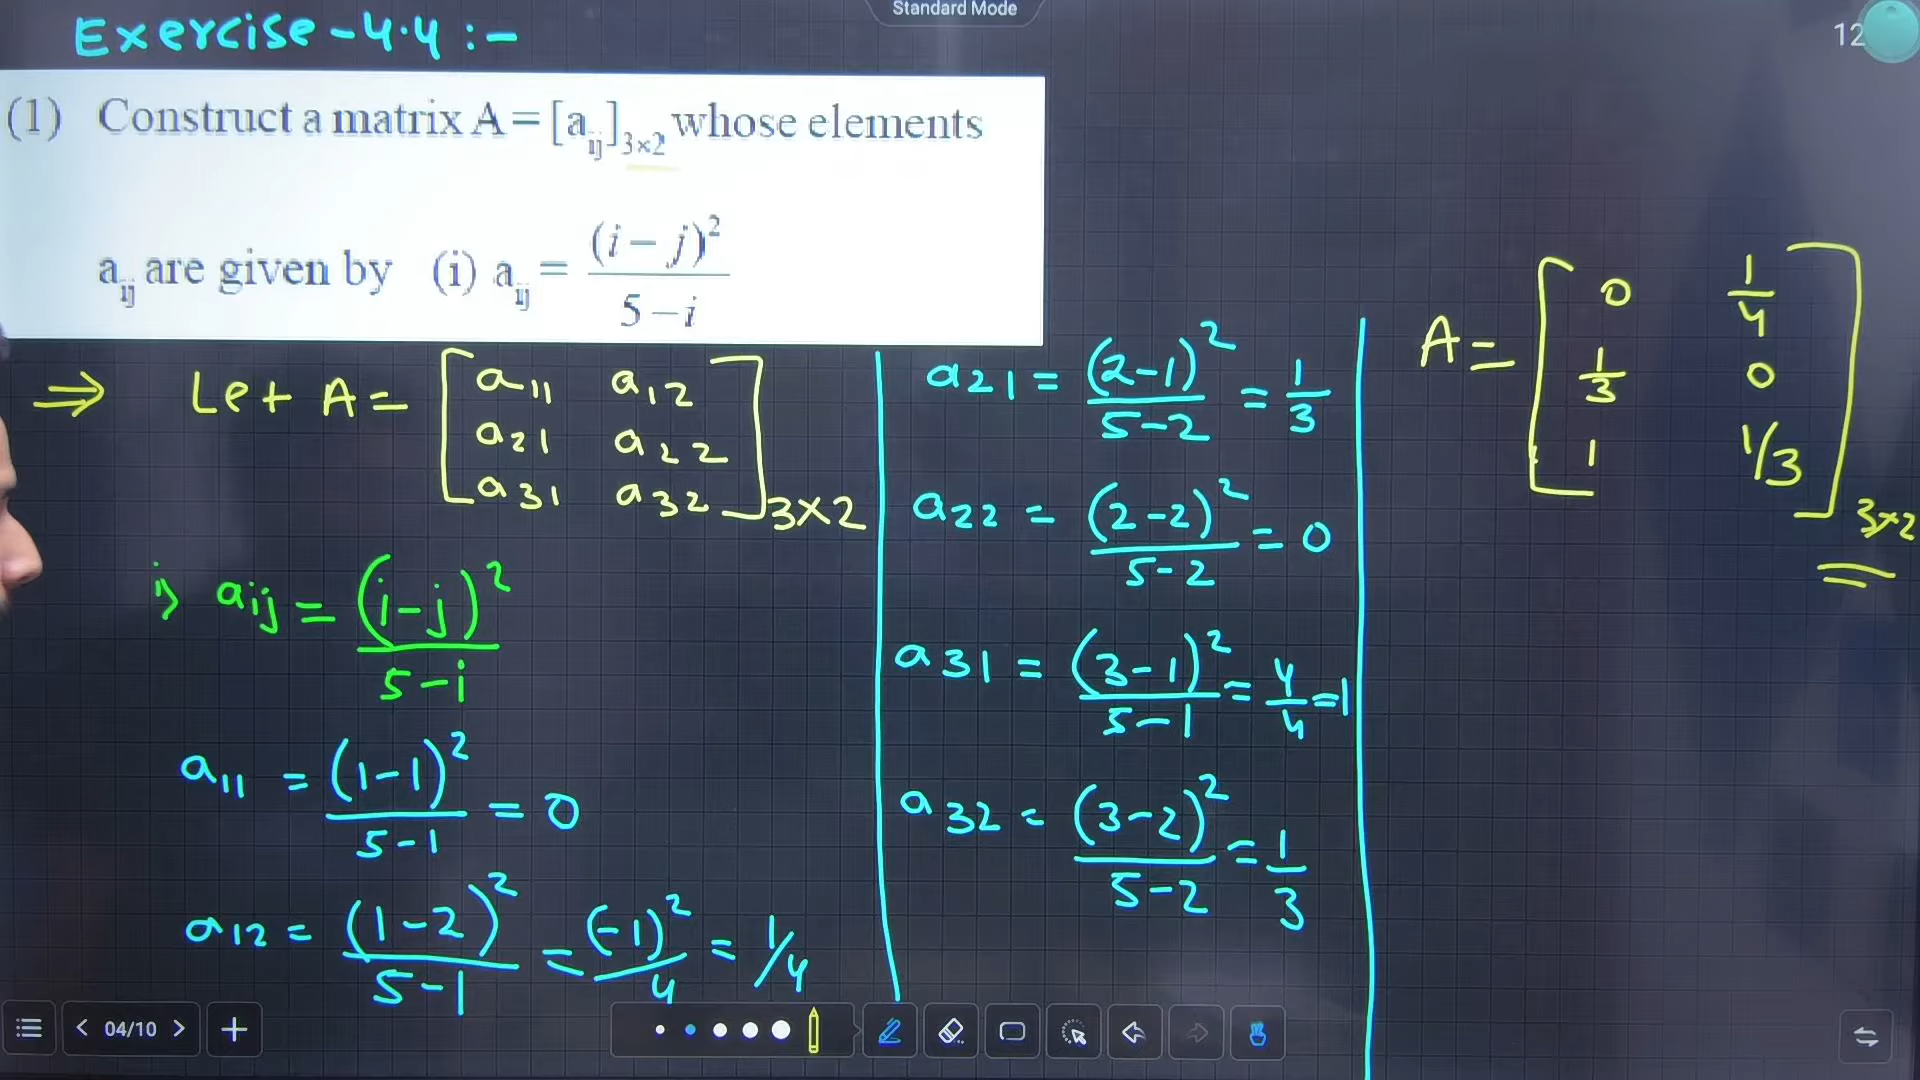 Standard Mode
12
Exercise-4.4 :-
(1) Construct a matrix A = [a_ij]_3×2 whose elements
a_ij are given by (i) a_ij = (i − j)² / 5 − i
⇒ Let A = [a11 a12
a21 a22
a31 a32] 3×2
i) aij = (i-j)² / 5-i
a11 = (1-1)² / 5-1 = 0
a12 = (1-2)² / 5-1 = (-1)² / 4 = 1/4
a21 = (2-1)² / 5-2 = 1/3
a22 = (2-2)² / 5-2 = 0
a31 = (3-1)² / 5-1 = 4/4 = 1
a32 = (3-2)² / 5-2 = 1/3
A = [0 1/4
1/3 0
1 1/3] 3×2
04/10